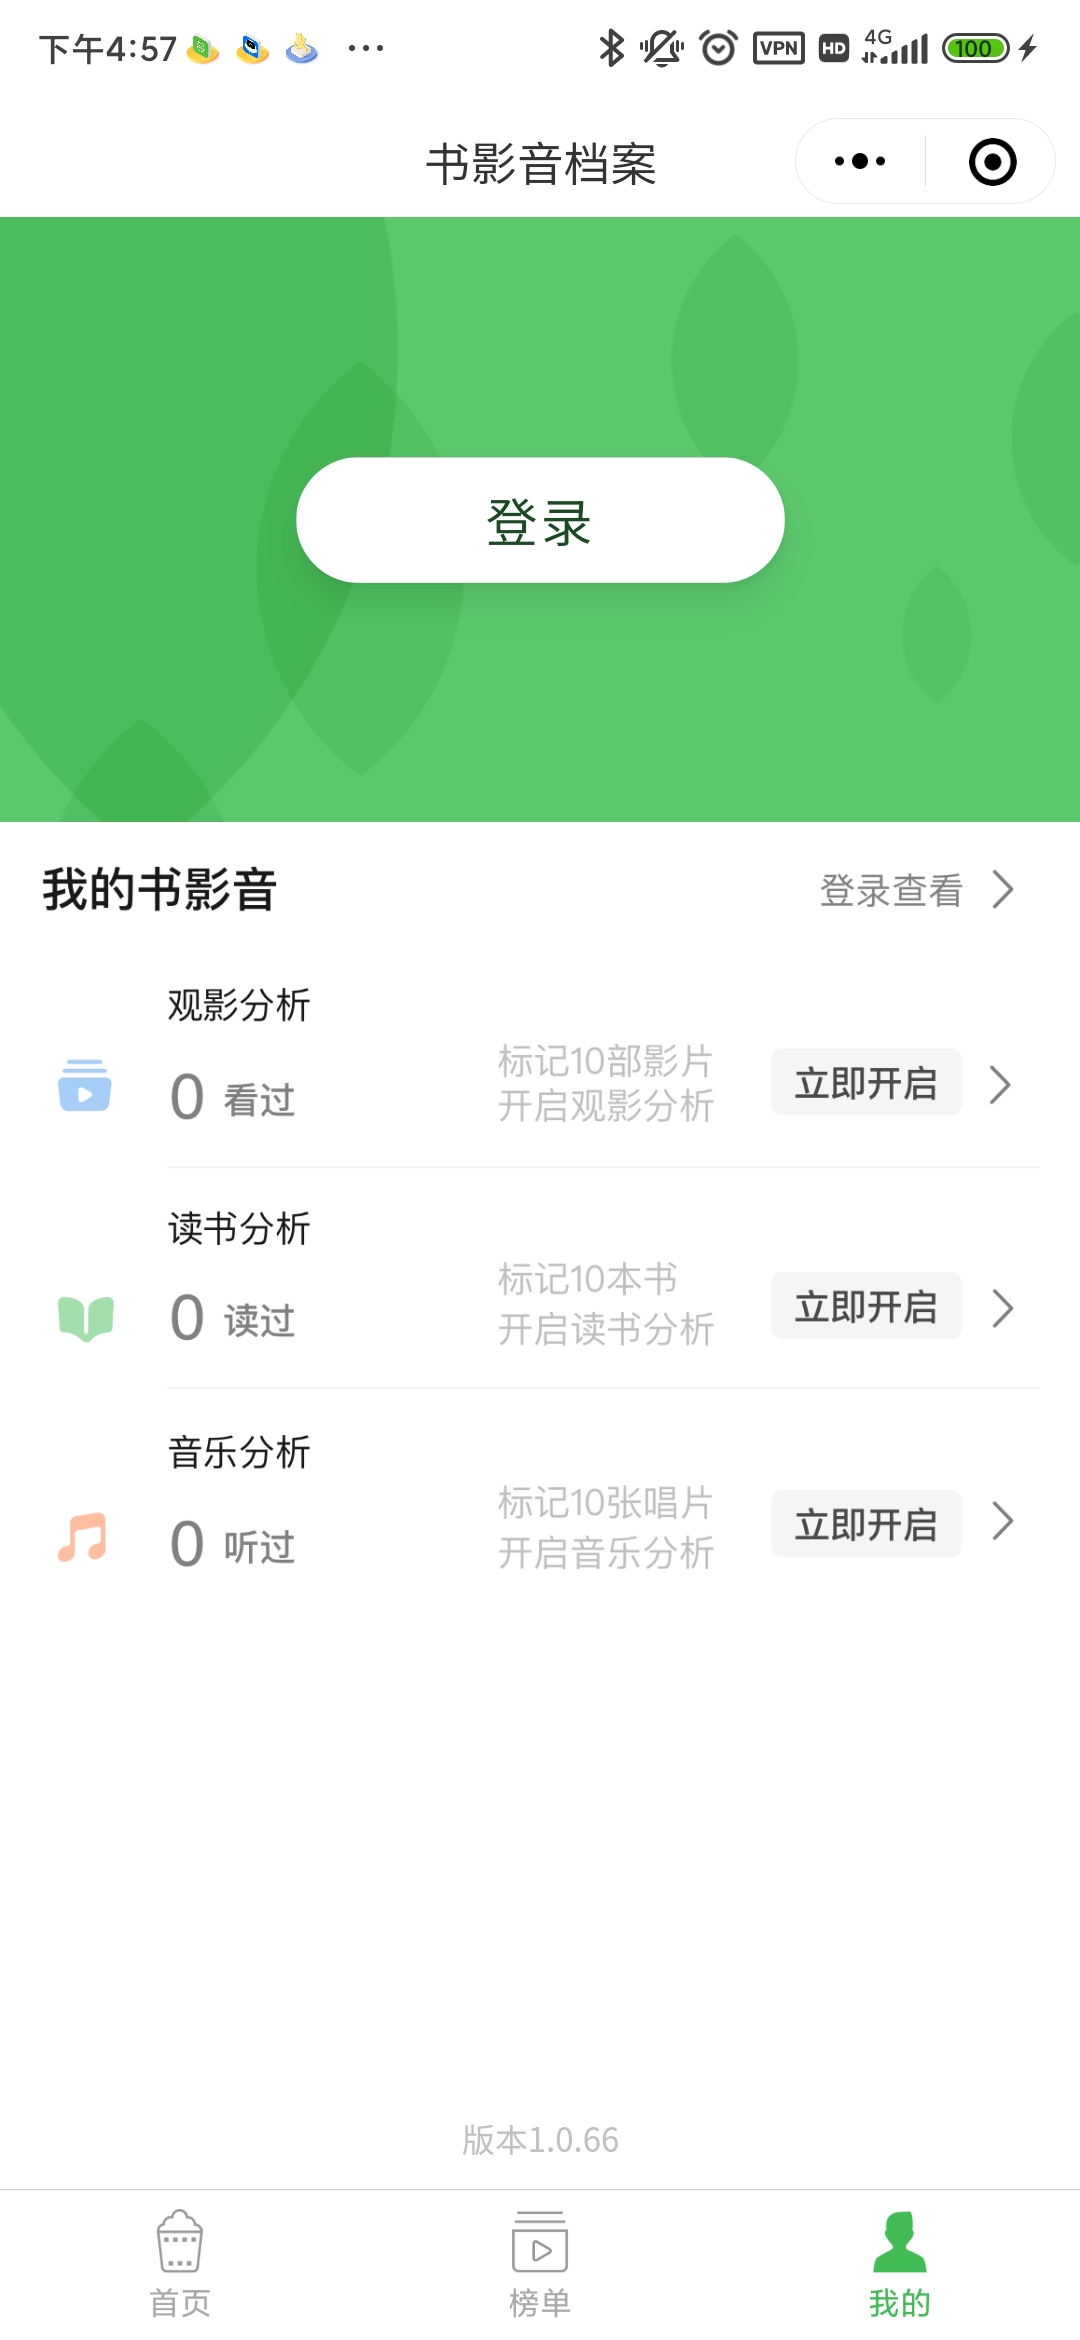 下午4:57
VPN HD 4G 100
书影音档案
登录
我的书影音
登录查看
观影分析
0 看过
标记10部影片
开启观影分析
立即开启
读书分析
0 读过
标记10本书
开启读书分析
立即开启
音乐分析
0 听过
标记10张唱片
开启音乐分析
立即开启
版本1.0.66
首页
榜单
我的